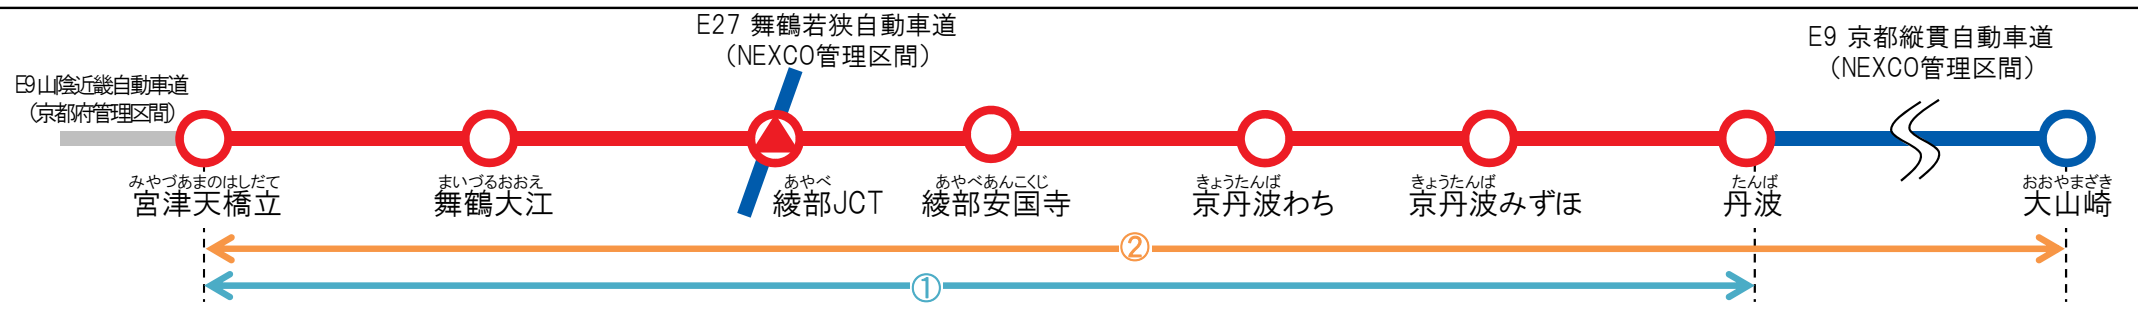 E27 舞鶴若狭自動車道
（NEXCO管理区間）
E9 京都縦貫自動車道
（NEXCO管理区間）
E9山陰近畿自動車道
（京都府管理区間）
みやづあまのはしだて
宮津天橋立
まいづるおおえ
舞鶴大江
あやべ
綾部JCT
あやべあんこくじ
綾部安国寺
きょうたんば
京丹波わち
きょうたんば
京丹波みずほ
たんば
丹波
おおやまざき
大山崎
②
①